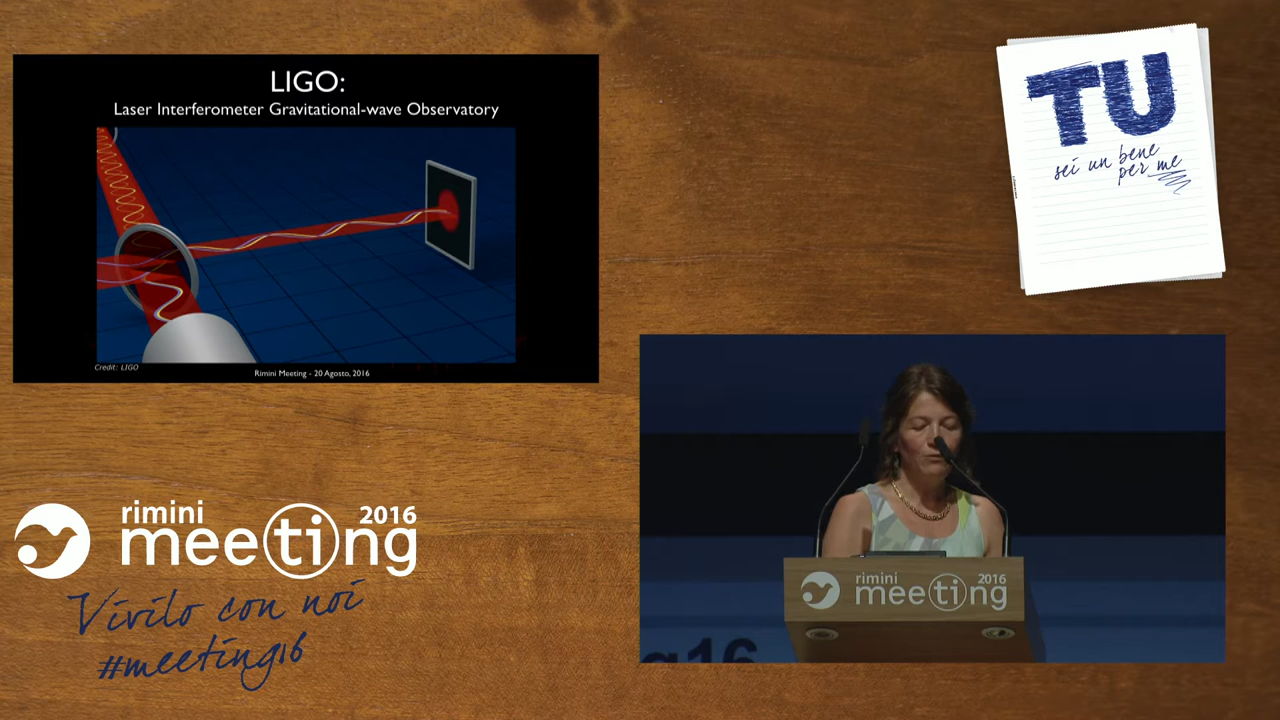 LIGO:
Laser Interferometer Gravitational-wave Observatory
Credit: LIGO
Rimini Meeting - 20 Agosto, 2016
TU
sei un bene
per me
rimini 2016
meeting
Vivilo con noi
#meeting16
rimini 2016
meeting
g16